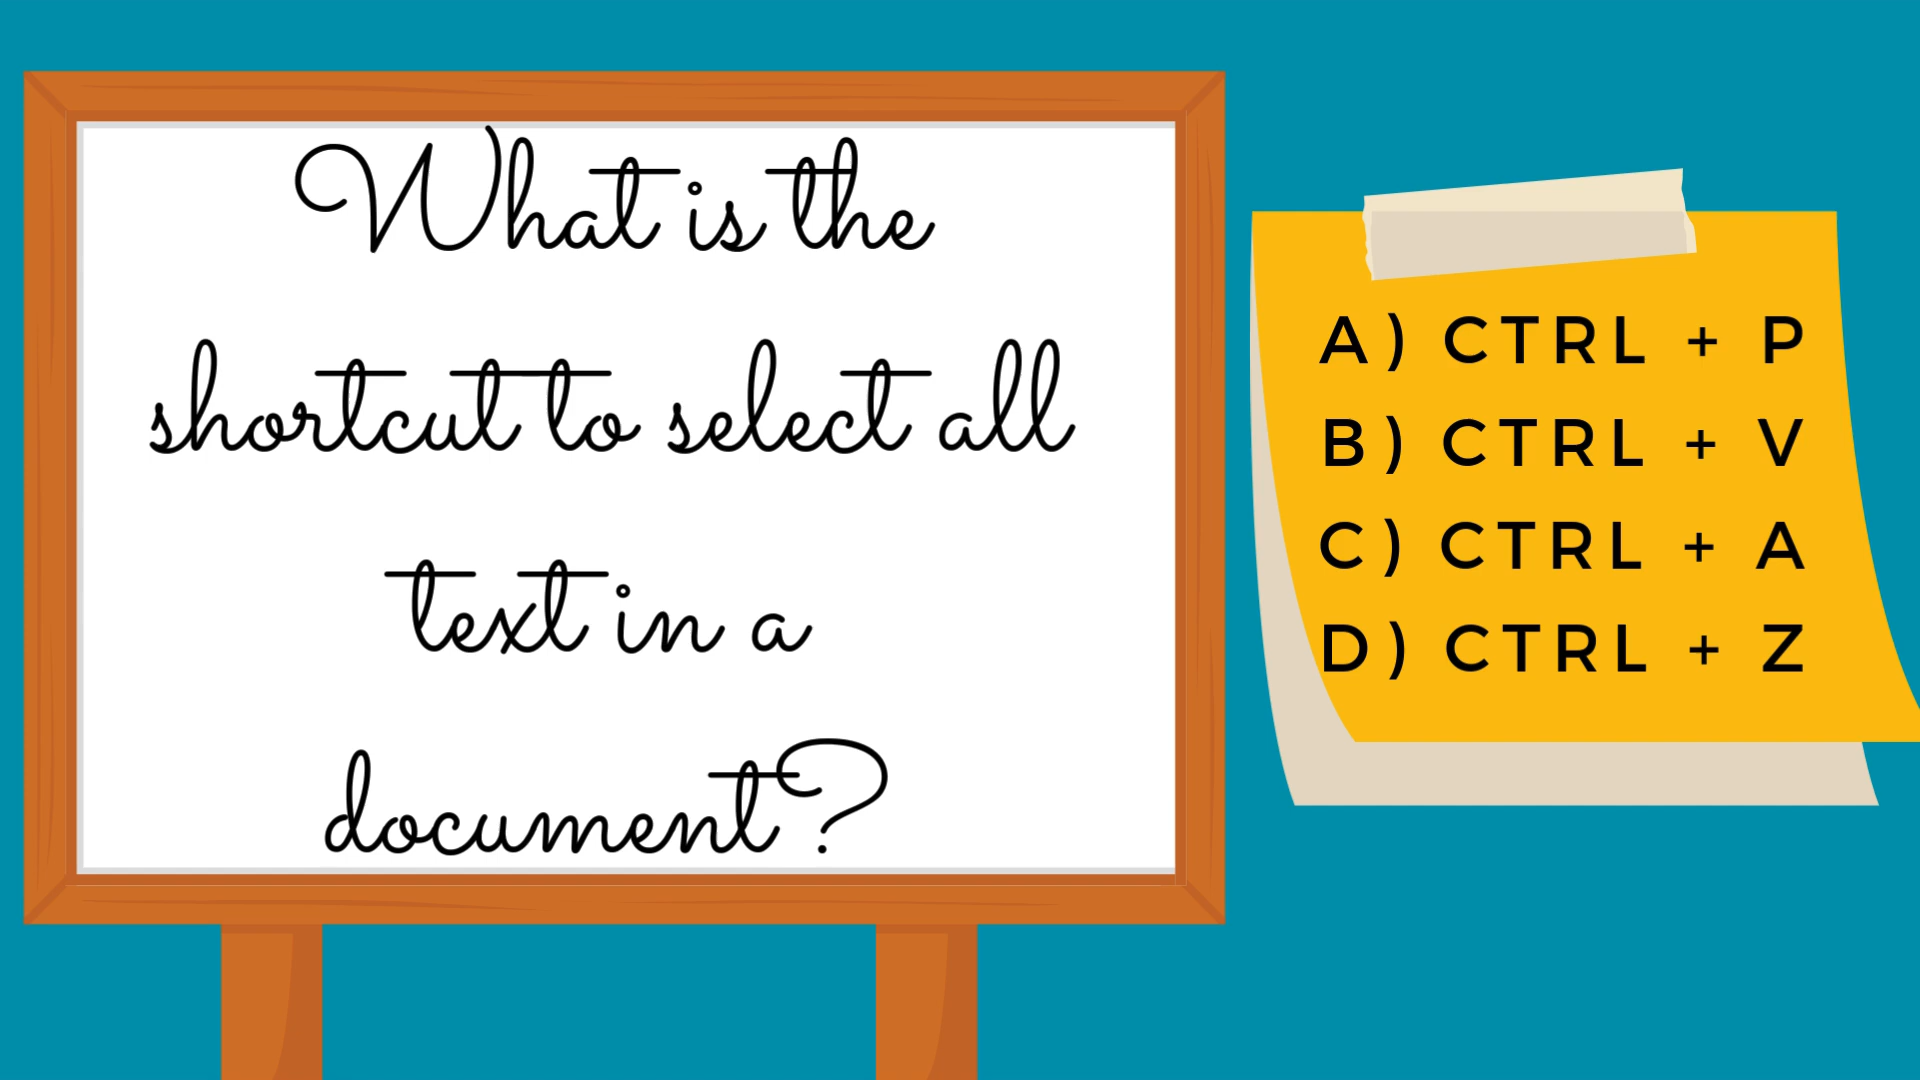 What is the
shortcut to select all
text in a
document?
A) CTRL + P
B) CTRL + V
C) CTRL + A
D) CTRL + Z